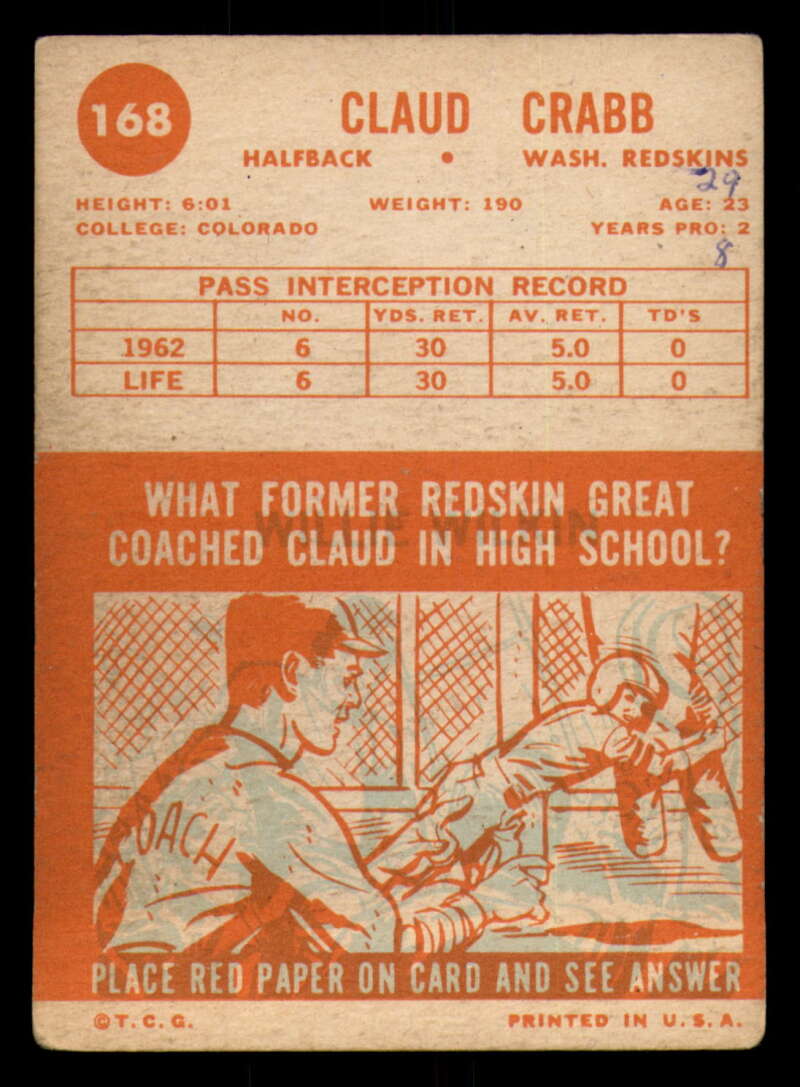 168
CLAUD CRABB
HALFBACK • WASH. REDSKINS
29
HEIGHT: 6:01 WEIGHT: 190 AGE: 23
COLLEGE: COLORADO YEARS PRO: 2
8
PASS INTERCEPTION RECORD
NO. YDS. RET. AV. RET. TD'S
1962 6 30 5.0 0
LIFE 6 30 5.0 0
WHAT FORMER REDSKIN GREAT
WILLIE WILKIN
COACHED CLAUD IN HIGH SCHOOL?
OACH
PLACE RED PAPER ON CARD AND SEE ANSWER
©T.C.G. PRINTED IN U.S.A.